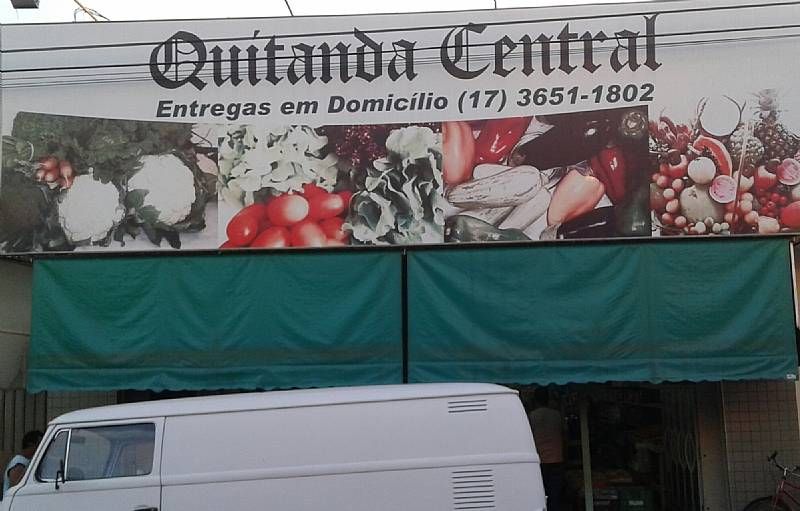 Quitanda Central
Entregas em Domicílio (17) 3651-1802